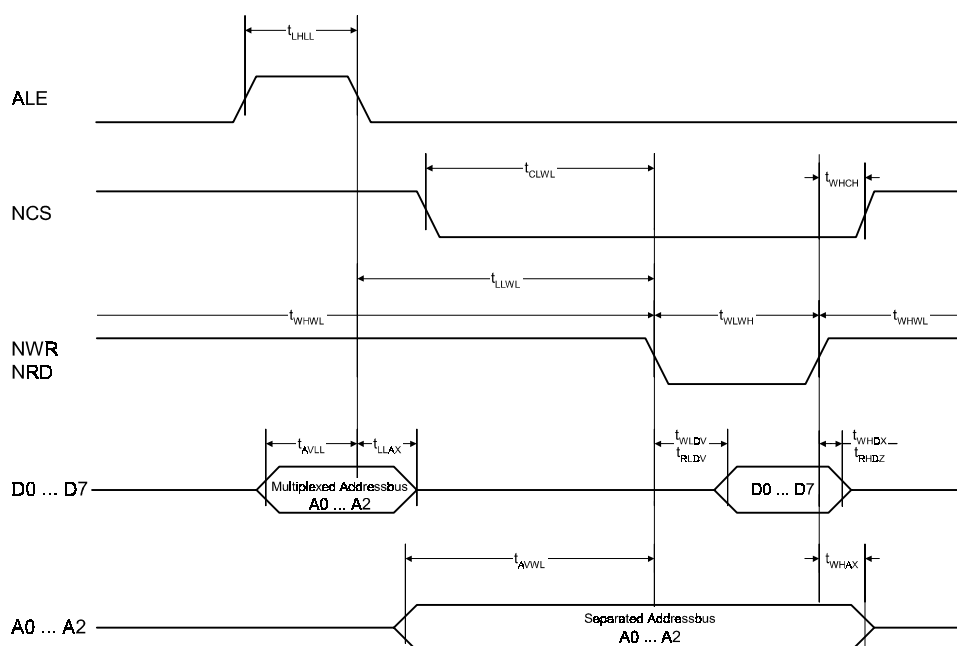 tLHLL
ALE
tCLWL
tWHCH
NCS
tLLWL
tWHWL
tWLWH
tWHWL
NWR
NRD
tAVLL
tLLAX
tWLDV
tRLDV
tWHDX
tRHDZ
D0 ... D7
Multiplexed Addressbus
A0 ... A2
D0 ... D7
tAVWL
tWHAX
A0 ... A2
Separated Addressbus
A0 ... A2